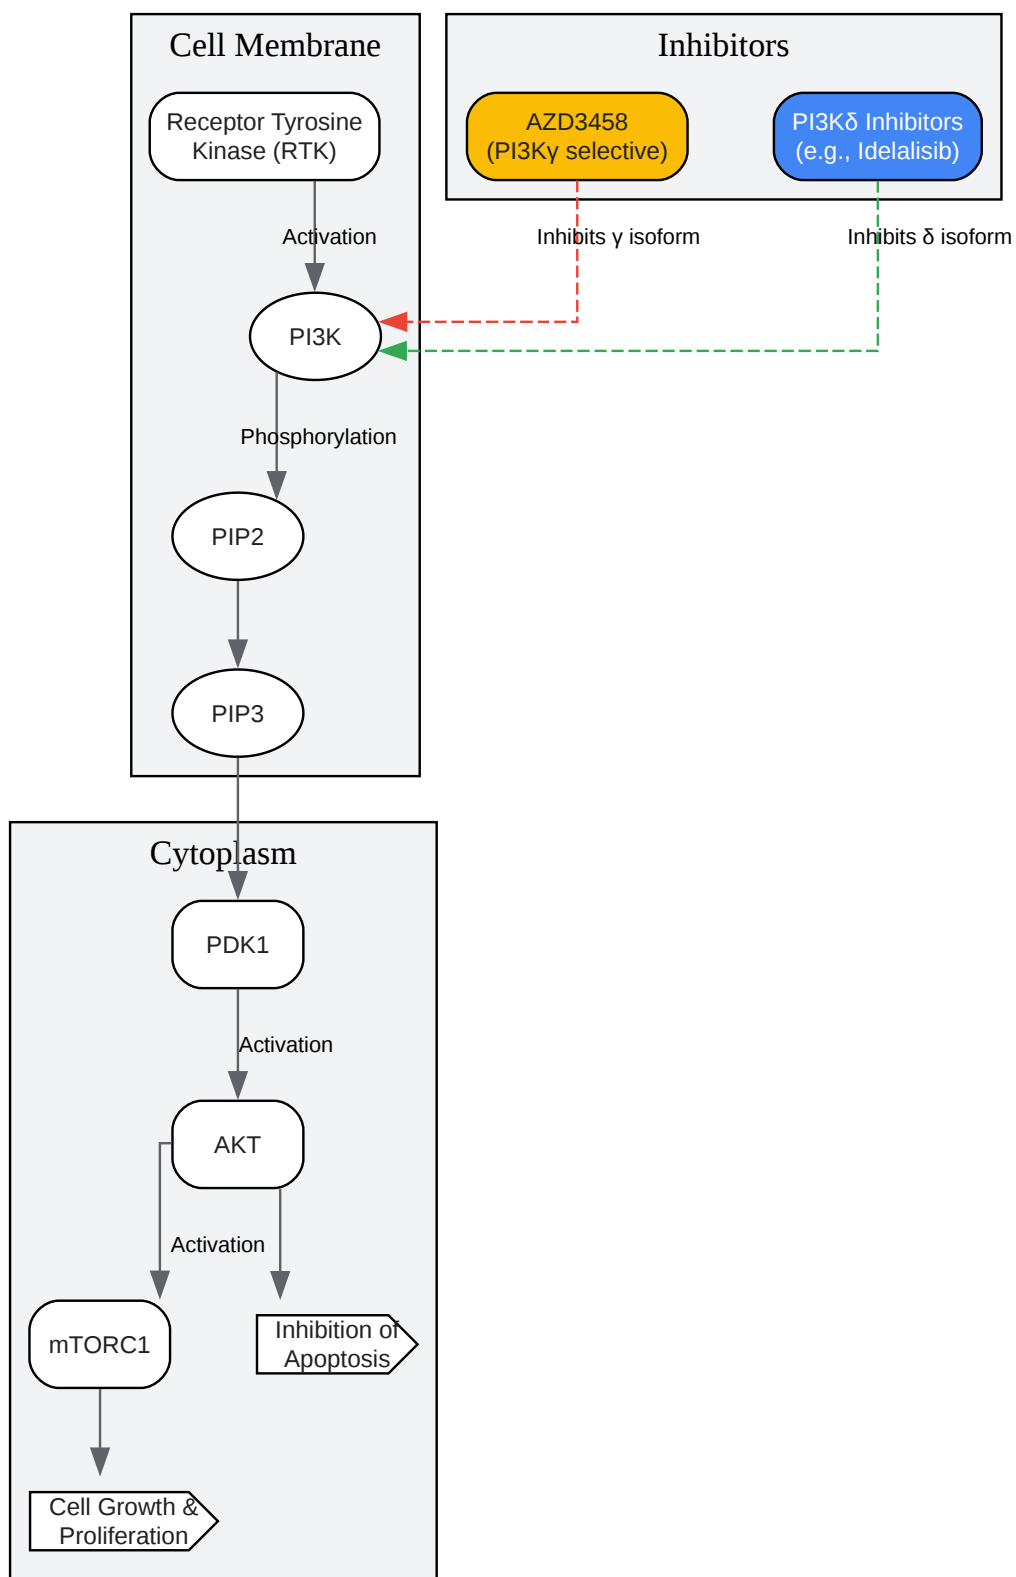 Cell Membrane
Inhibitors
Receptor Tyrosine
Kinase (RTK)
AZD3458
(PI3Kγ selective)
PI3Kδ Inhibitors
(e.g., Idelalisib)
Activation
Inhibits γ isoform
Inhibits δ isoform
PI3K
Phosphorylation
PIP2
PIP3
Cytoplasm
PDK1
Activation
AKT
Activation
mTORC1
Inhibition of
Apoptosis
Cell Growth &
Proliferation